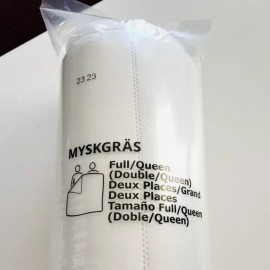 23 23
MYSKGRÄS
Full/Queen
(Double/Queen)
Deux Places/Grand
Deux Places
Tamaño Full/Queen
(Doble/Queen)